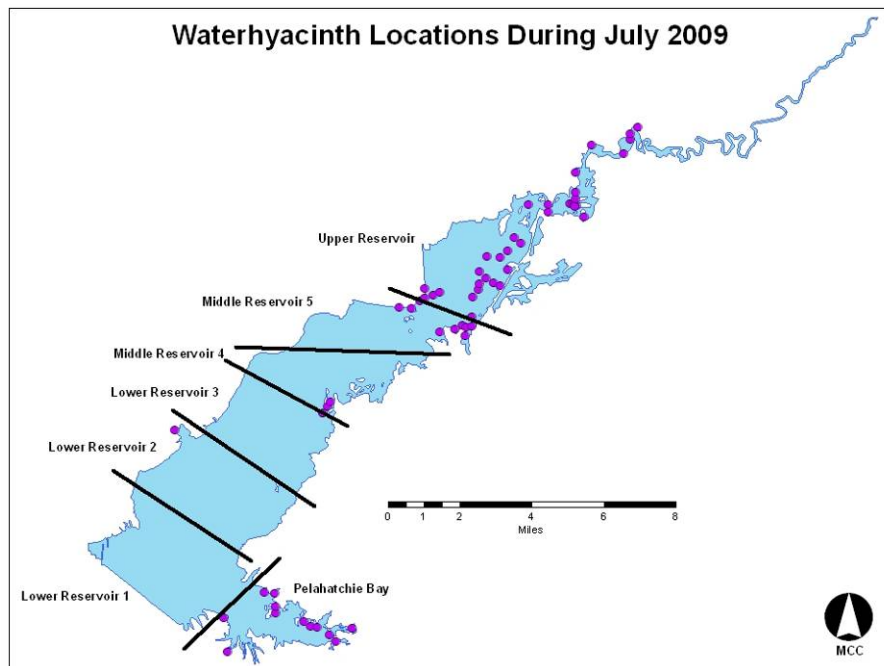 Waterhyacinth Locations During July 2009
Upper Reservoir
Middle Reservoir 5
Middle Reservoir 4
Lower Reservoir 3
Lower Reservoir 2
0 1 2 4 6 8
Miles
Pelahatchie Bay
Lower Reservoir 1
MCC